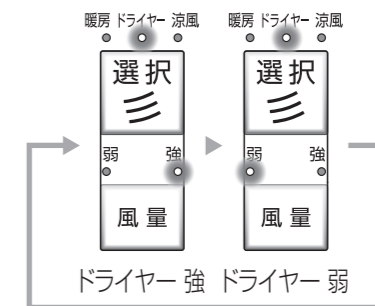 暖房 ドライヤー 涼風 暖房 ドライヤー 涼風
選択 選択
弱 強 弱 強
風量 風量
ドライヤー 強 ドライヤー 弱